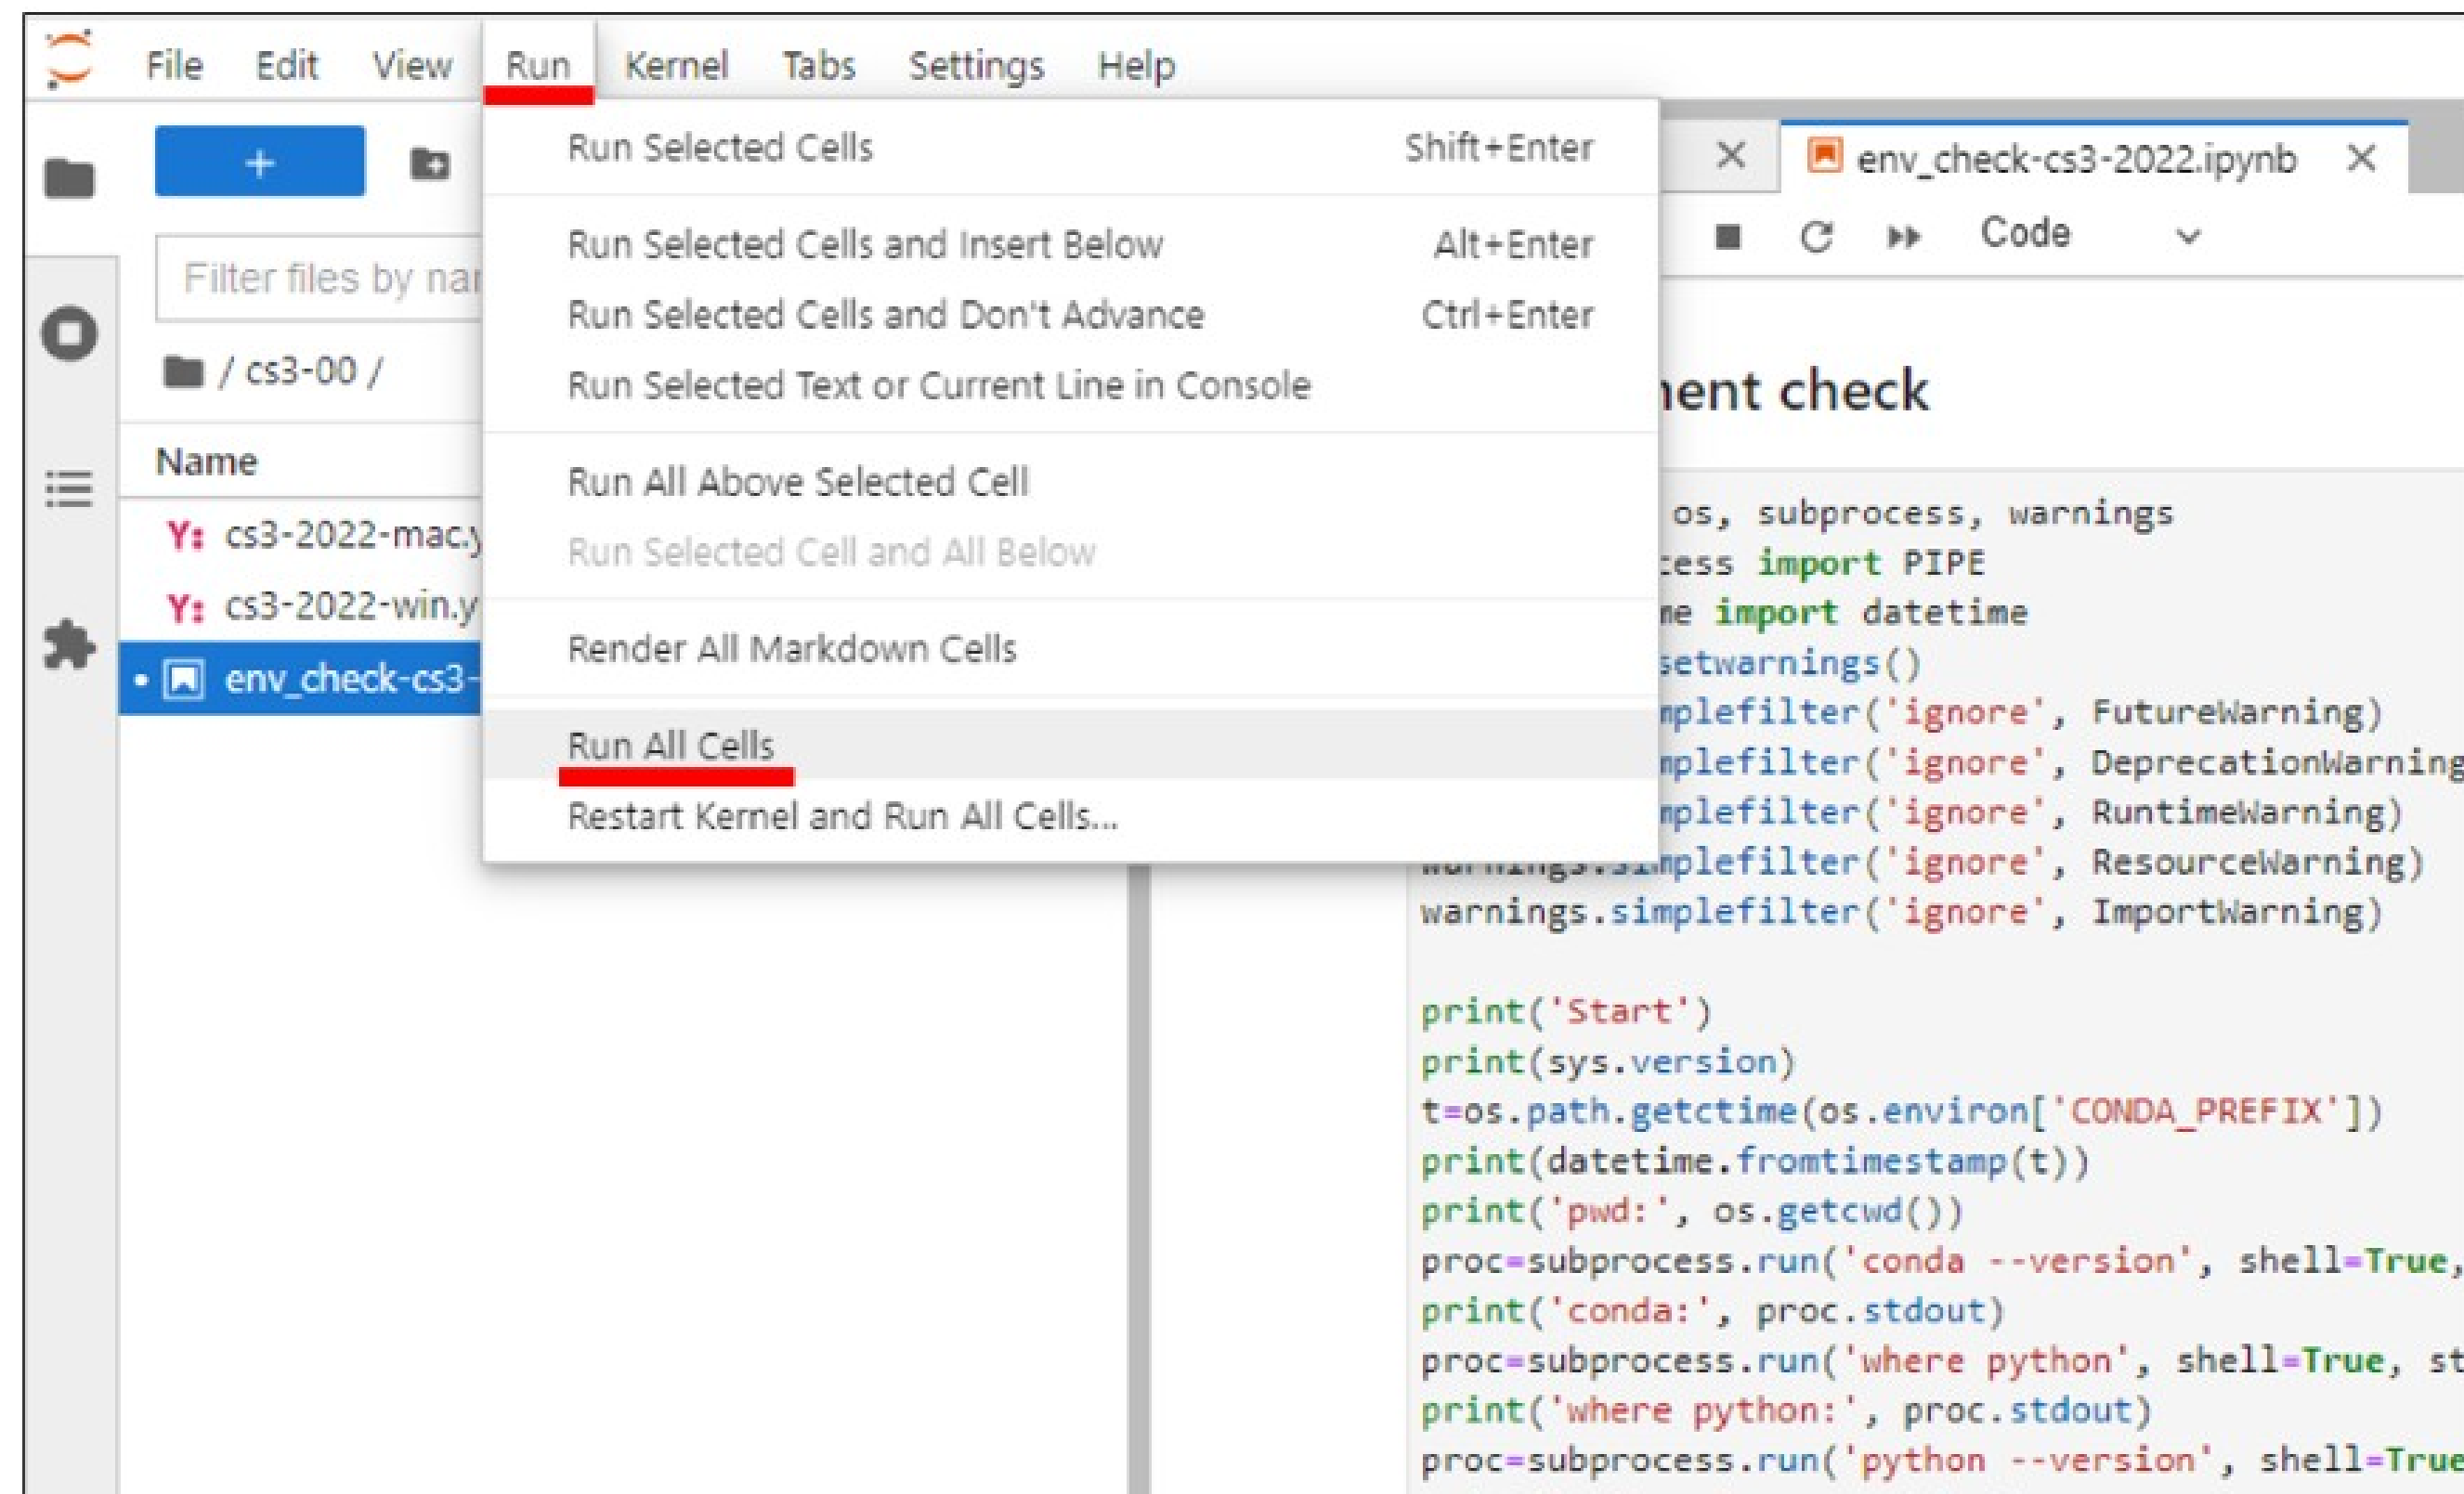 File Edit View Run Kernel Tabs Settings Help
+
Filter files by nar
/ cs3-00 /
Name
Y: cs3-2022-mac.y
Y: cs3-2022-win.y
env_check-cs3-
Run Selected Cells Shift+Enter
Run Selected Cells and Insert Below Alt+Enter
Run Selected Cells and Don't Advance Ctrl+Enter
Run Selected Text or Current Line in Console
Run All Above Selected Cell
Run Selected Cell and All Below
Render All Markdown Cells
Run All Cells
Restart Kernel and Run All Cells...
env_check-cs3-2022.ipynb
Code
nent check
os, subprocess, warnings
cess import PIPE
me import datetime
setwarnings()
mplefilter('ignore', FutureWarning)
mplefilter('ignore', DeprecationWarning
mplefilter('ignore', RuntimeWarning)
warnings.simplefilter('ignore', ResourceWarning)
warnings.simplefilter('ignore', ImportWarning)
print('Start')
print(sys.version)
t=os.path.getctime(os.environ['CONDA_PREFIX'])
print(datetime.fromtimestamp(t))
print('pwd:', os.getcwd())
proc=subprocess.run('conda --version', shell=True,
print('conda:', proc.stdout)
proc=subprocess.run('where python', shell=True, st
print('where python:', proc.stdout)
proc=subprocess.run('python --version', shell=True